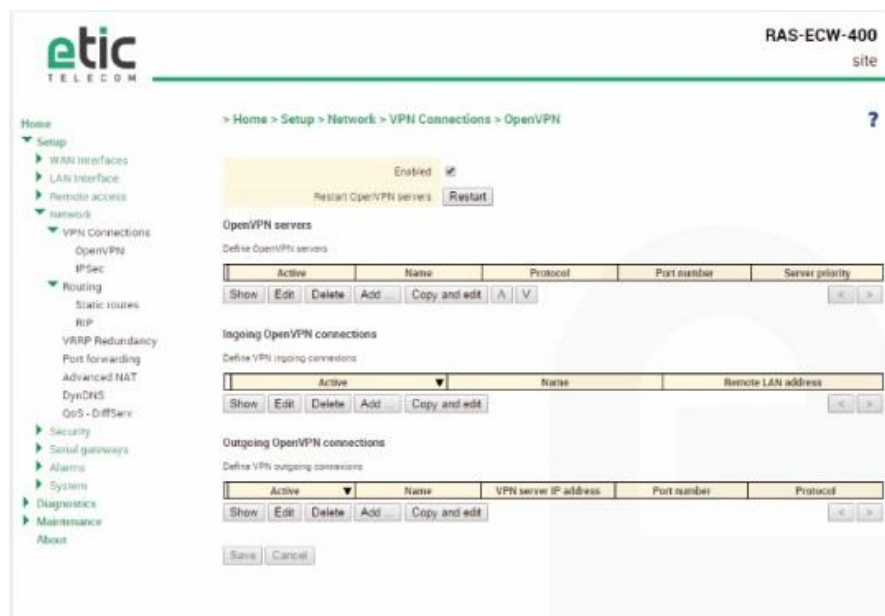 etic
TELECOM
RAS-ECW-400
site
Home
Setup
WAN Interfaces
LAN Interface
Remote access
Network
VPN Connections
OpenVPN
IPSec
Routing
Static routes
RIP
VRRP Redundancy
Port forwarding
Advanced NAT
DynDNS
QoS - DiffServ
Security
Serial gateways
Alarms
System
Diagnostics
Maintenance
About
> Home > Setup > Network > VPN Connections > OpenVPN ?
Enabled
Restart OpenVPN servers Restart
OpenVPN servers
Define OpenVPN servers
Active Name Protocol Port number Server priority
Show Edit Delete Add ... Copy and edit Λ V < >
Ingoing OpenVPN connections
Define VPN ingoing connexions
Active ▼ Name Remote LAN address
Show Edit Delete Add ... Copy and edit < >
Outgoing OpenVPN connections
Define VPN outgoing connexions
Active ▼ Name VPN server IP address Port number Protocol
Show Edit Delete Add ... Copy and edit < >
Save Cancel